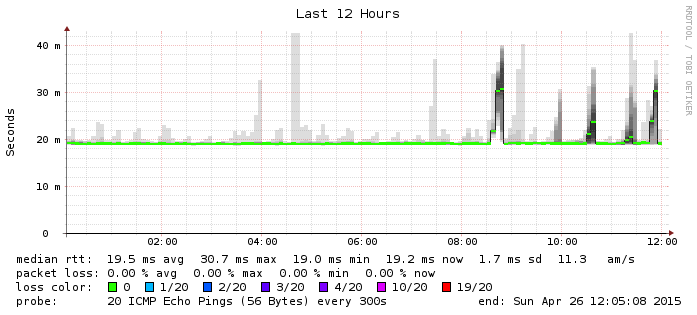 Last 12 Hours
RRDTOOL / TOBI OETIKER
Seconds
40 m
30 m
20 m
10 m
0
02:00 04:00 06:00 08:00 10:00 12:00
median rtt: 19.5 ms avg 30.7 ms max 19.0 ms min 19.2 ms now 1.7 ms sd 11.3 am/s
packet loss: 0.00 % avg 0.00 % max 0.00 % min 0.00 % now
loss color: 0 1/20 2/20 3/20 4/20 10/20 19/20
probe: 20 ICMP Echo Pings (56 Bytes) every 300s end: Sun Apr 26 12:05:08 2015